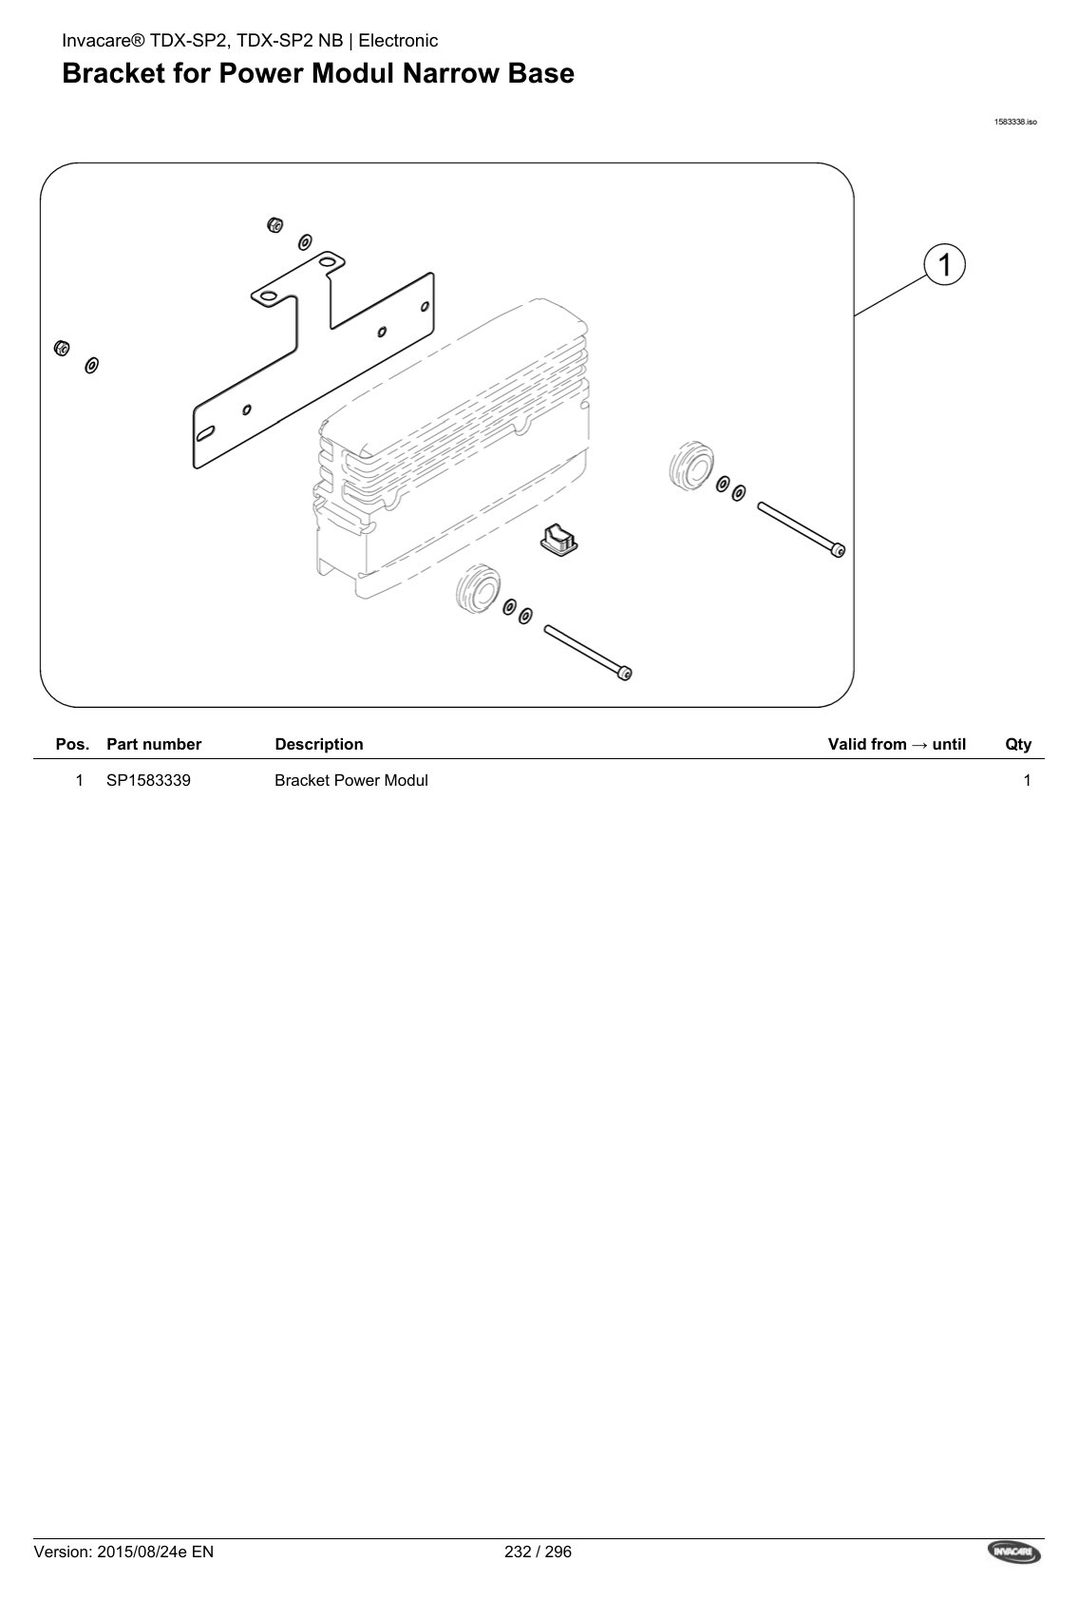 Invacare® TDX-SP2, TDX-SP2 NB | Electronic
Bracket for Power Modul Narrow Base
1583338.iso
1
Pos. Part number Description Valid from → until Qty
1 SP1583339 Bracket Power Modul 1
Version: 2015/08/24e EN 232 / 296 INVACARE